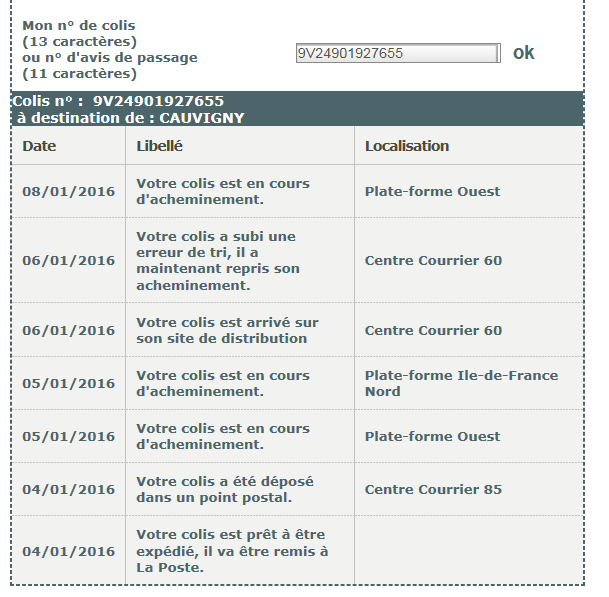 Mon n° de colis
(13 caractères)
ou n° d'avis de passage
(11 caractères)
9V24901927655 ok
Colis n° : 9V24901927655
à destination de : CAUVIGNY
Date Libellé Localisation
08/01/2016 Votre colis est en cours
d'acheminement. Plate-forme Ouest
06/01/2016 Votre colis a subi une
erreur de tri, il a
maintenant repris son
acheminement. Centre Courrier 60
06/01/2016 Votre colis est arrivé sur
son site de distribution Centre Courrier 60
05/01/2016 Votre colis est en cours
d'acheminement. Plate-forme Ile-de-France
Nord
05/01/2016 Votre colis est en cours
d'acheminement. Plate-forme Ouest
04/01/2016 Votre colis a été déposé
dans un point postal. Centre Courrier 85
04/01/2016 Votre colis est prêt à être
expédié, il va être remis à
La Poste.